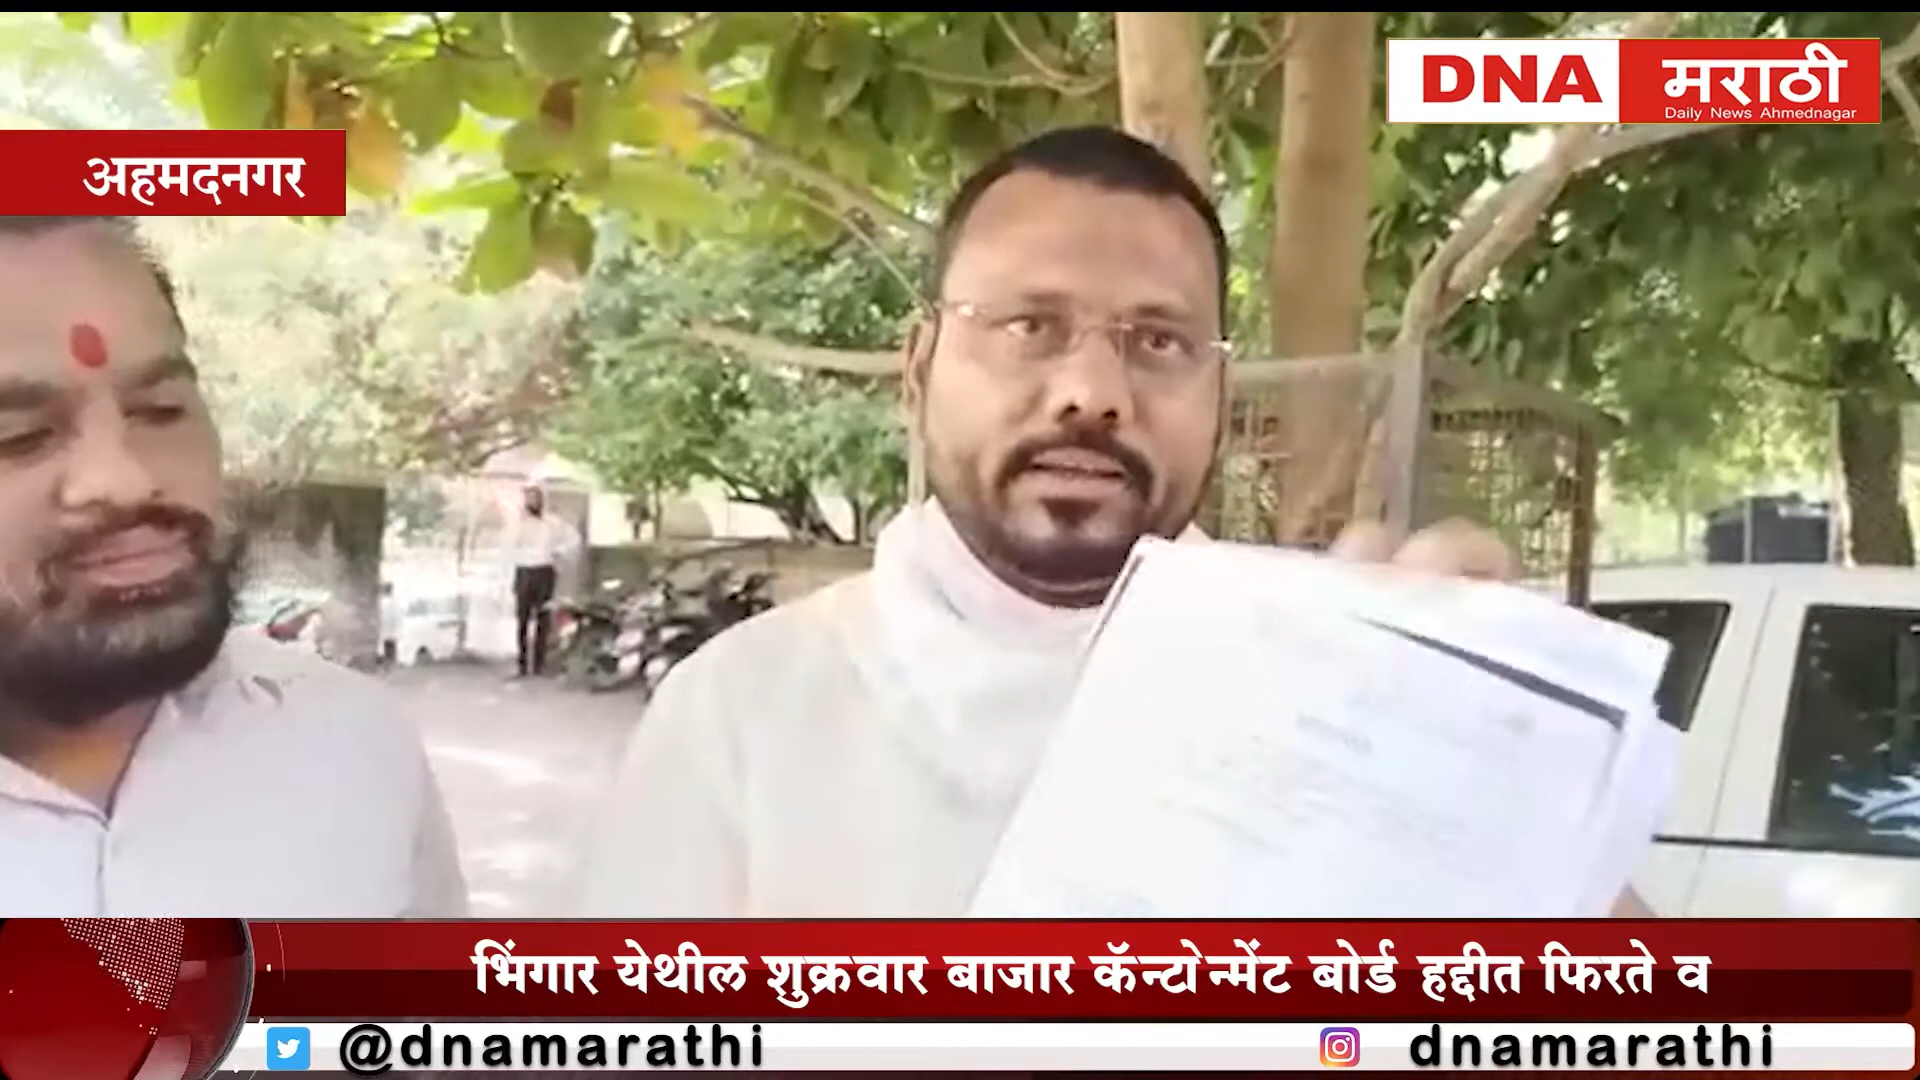 DNA मराठी
Daily News Ahmednagar
अहमदनगर
भिंगार येथील शुक्रवार बाजार कॅन्टोन्मेंट बोर्ड हद्दीत फिरते व
@dnamarathi
dnamarathi